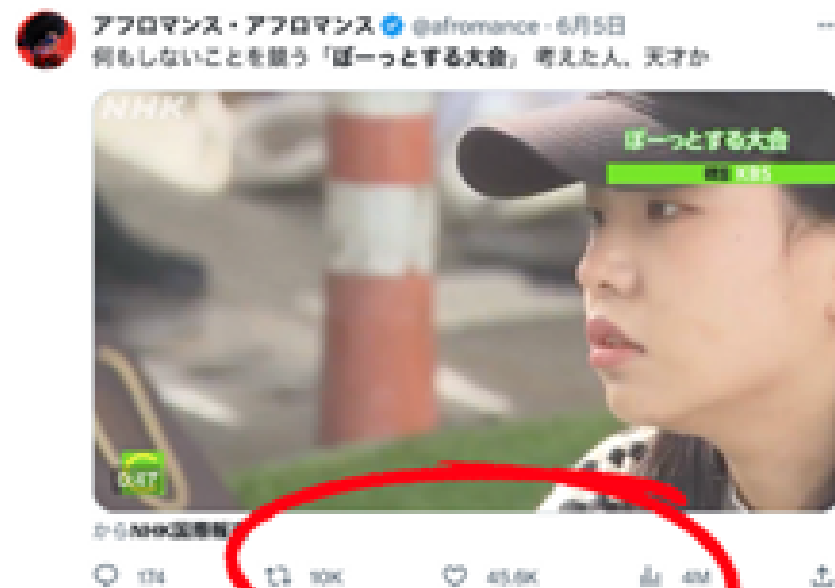 アフロマンス・アフロマンス @afromance · 6月5日
何もしないことを競う「ぼーっとする大会」 考えた人、天才か
NHK
ぼーっとする大会
KBS
0:47
からNHK国際報
174 10K 45.6K 4M